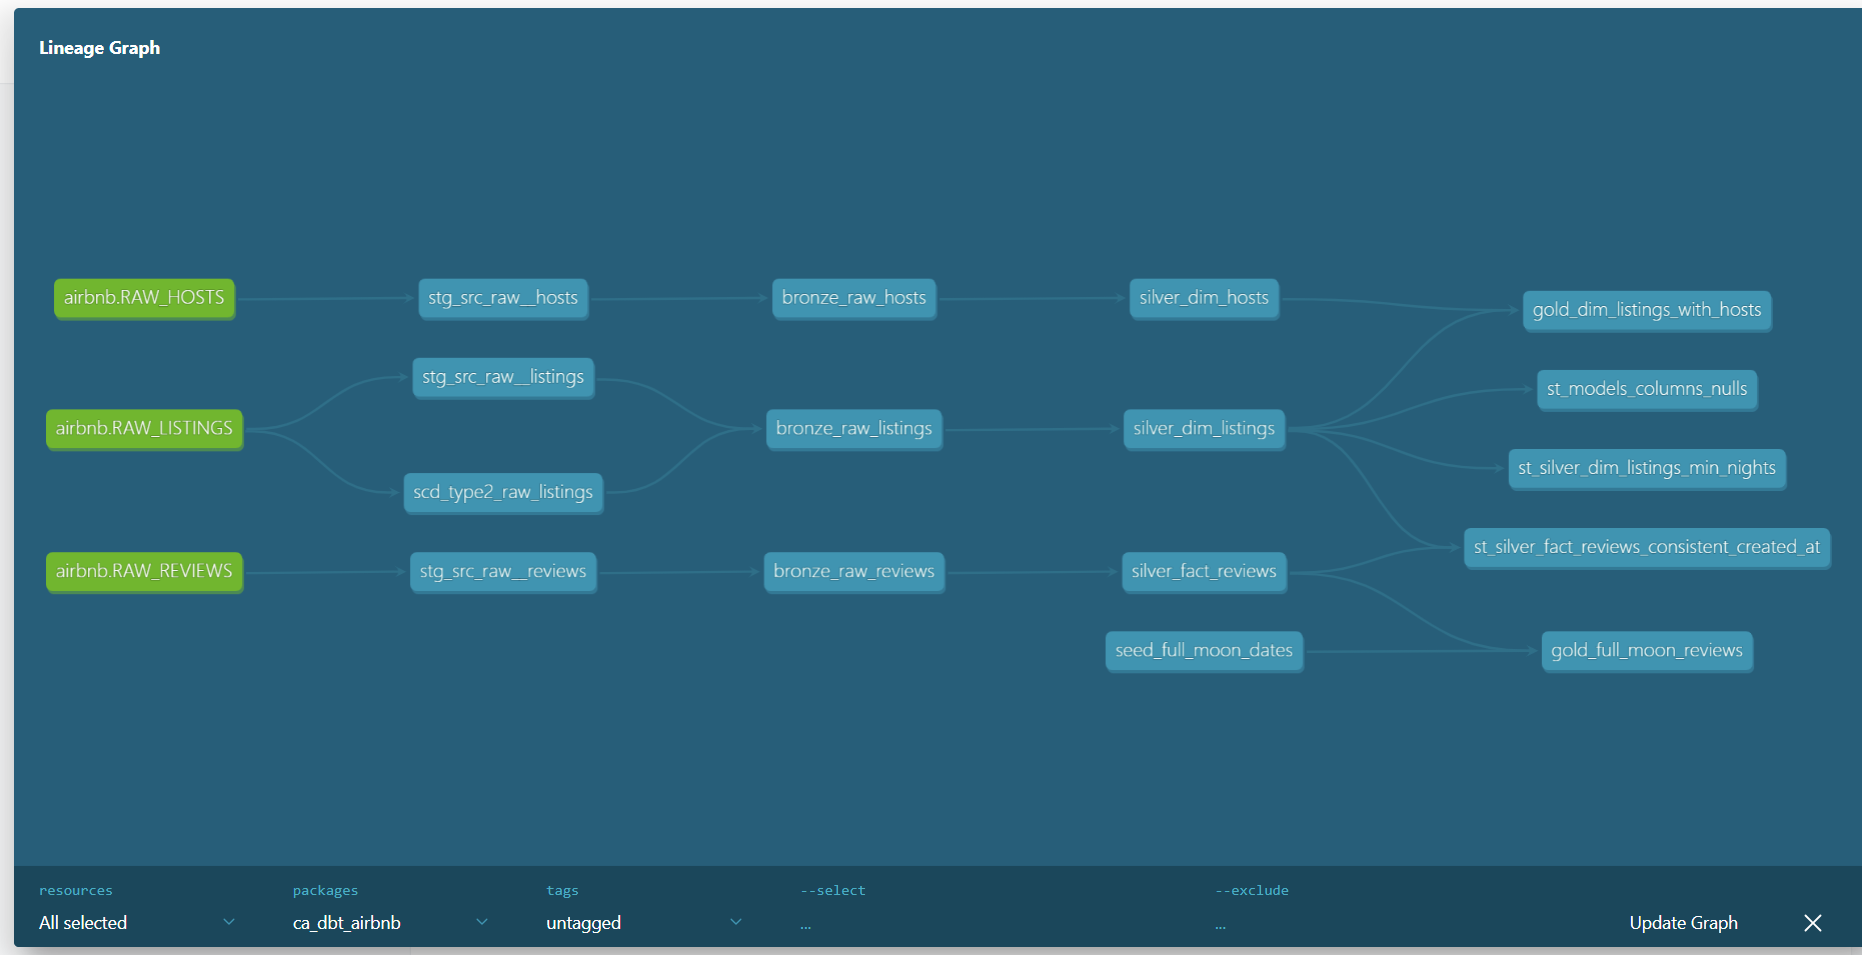 Lineage Graph
airbnb.RAW_HOSTS
stg_src_raw__hosts
bronze_raw_hosts
silver_dim_hosts
gold_dim_listings_with_hosts
stg_src_raw__listings
st_models_columns_nulls
airbnb.RAW_LISTINGS
bronze_raw_listings
silver_dim_listings
st_silver_dim_listings_min_nights
scd_type2_raw_listings
st_silver_fact_reviews_consistent_created_at
airbnb.RAW_REVIEWS
stg_src_raw__reviews
bronze_raw_reviews
silver_fact_reviews
seed_full_moon_dates
gold_full_moon_reviews
resources
All selected
packages
ca_dbt_airbnb
tags
untagged
--select
...
--exclude
...
Update Graph